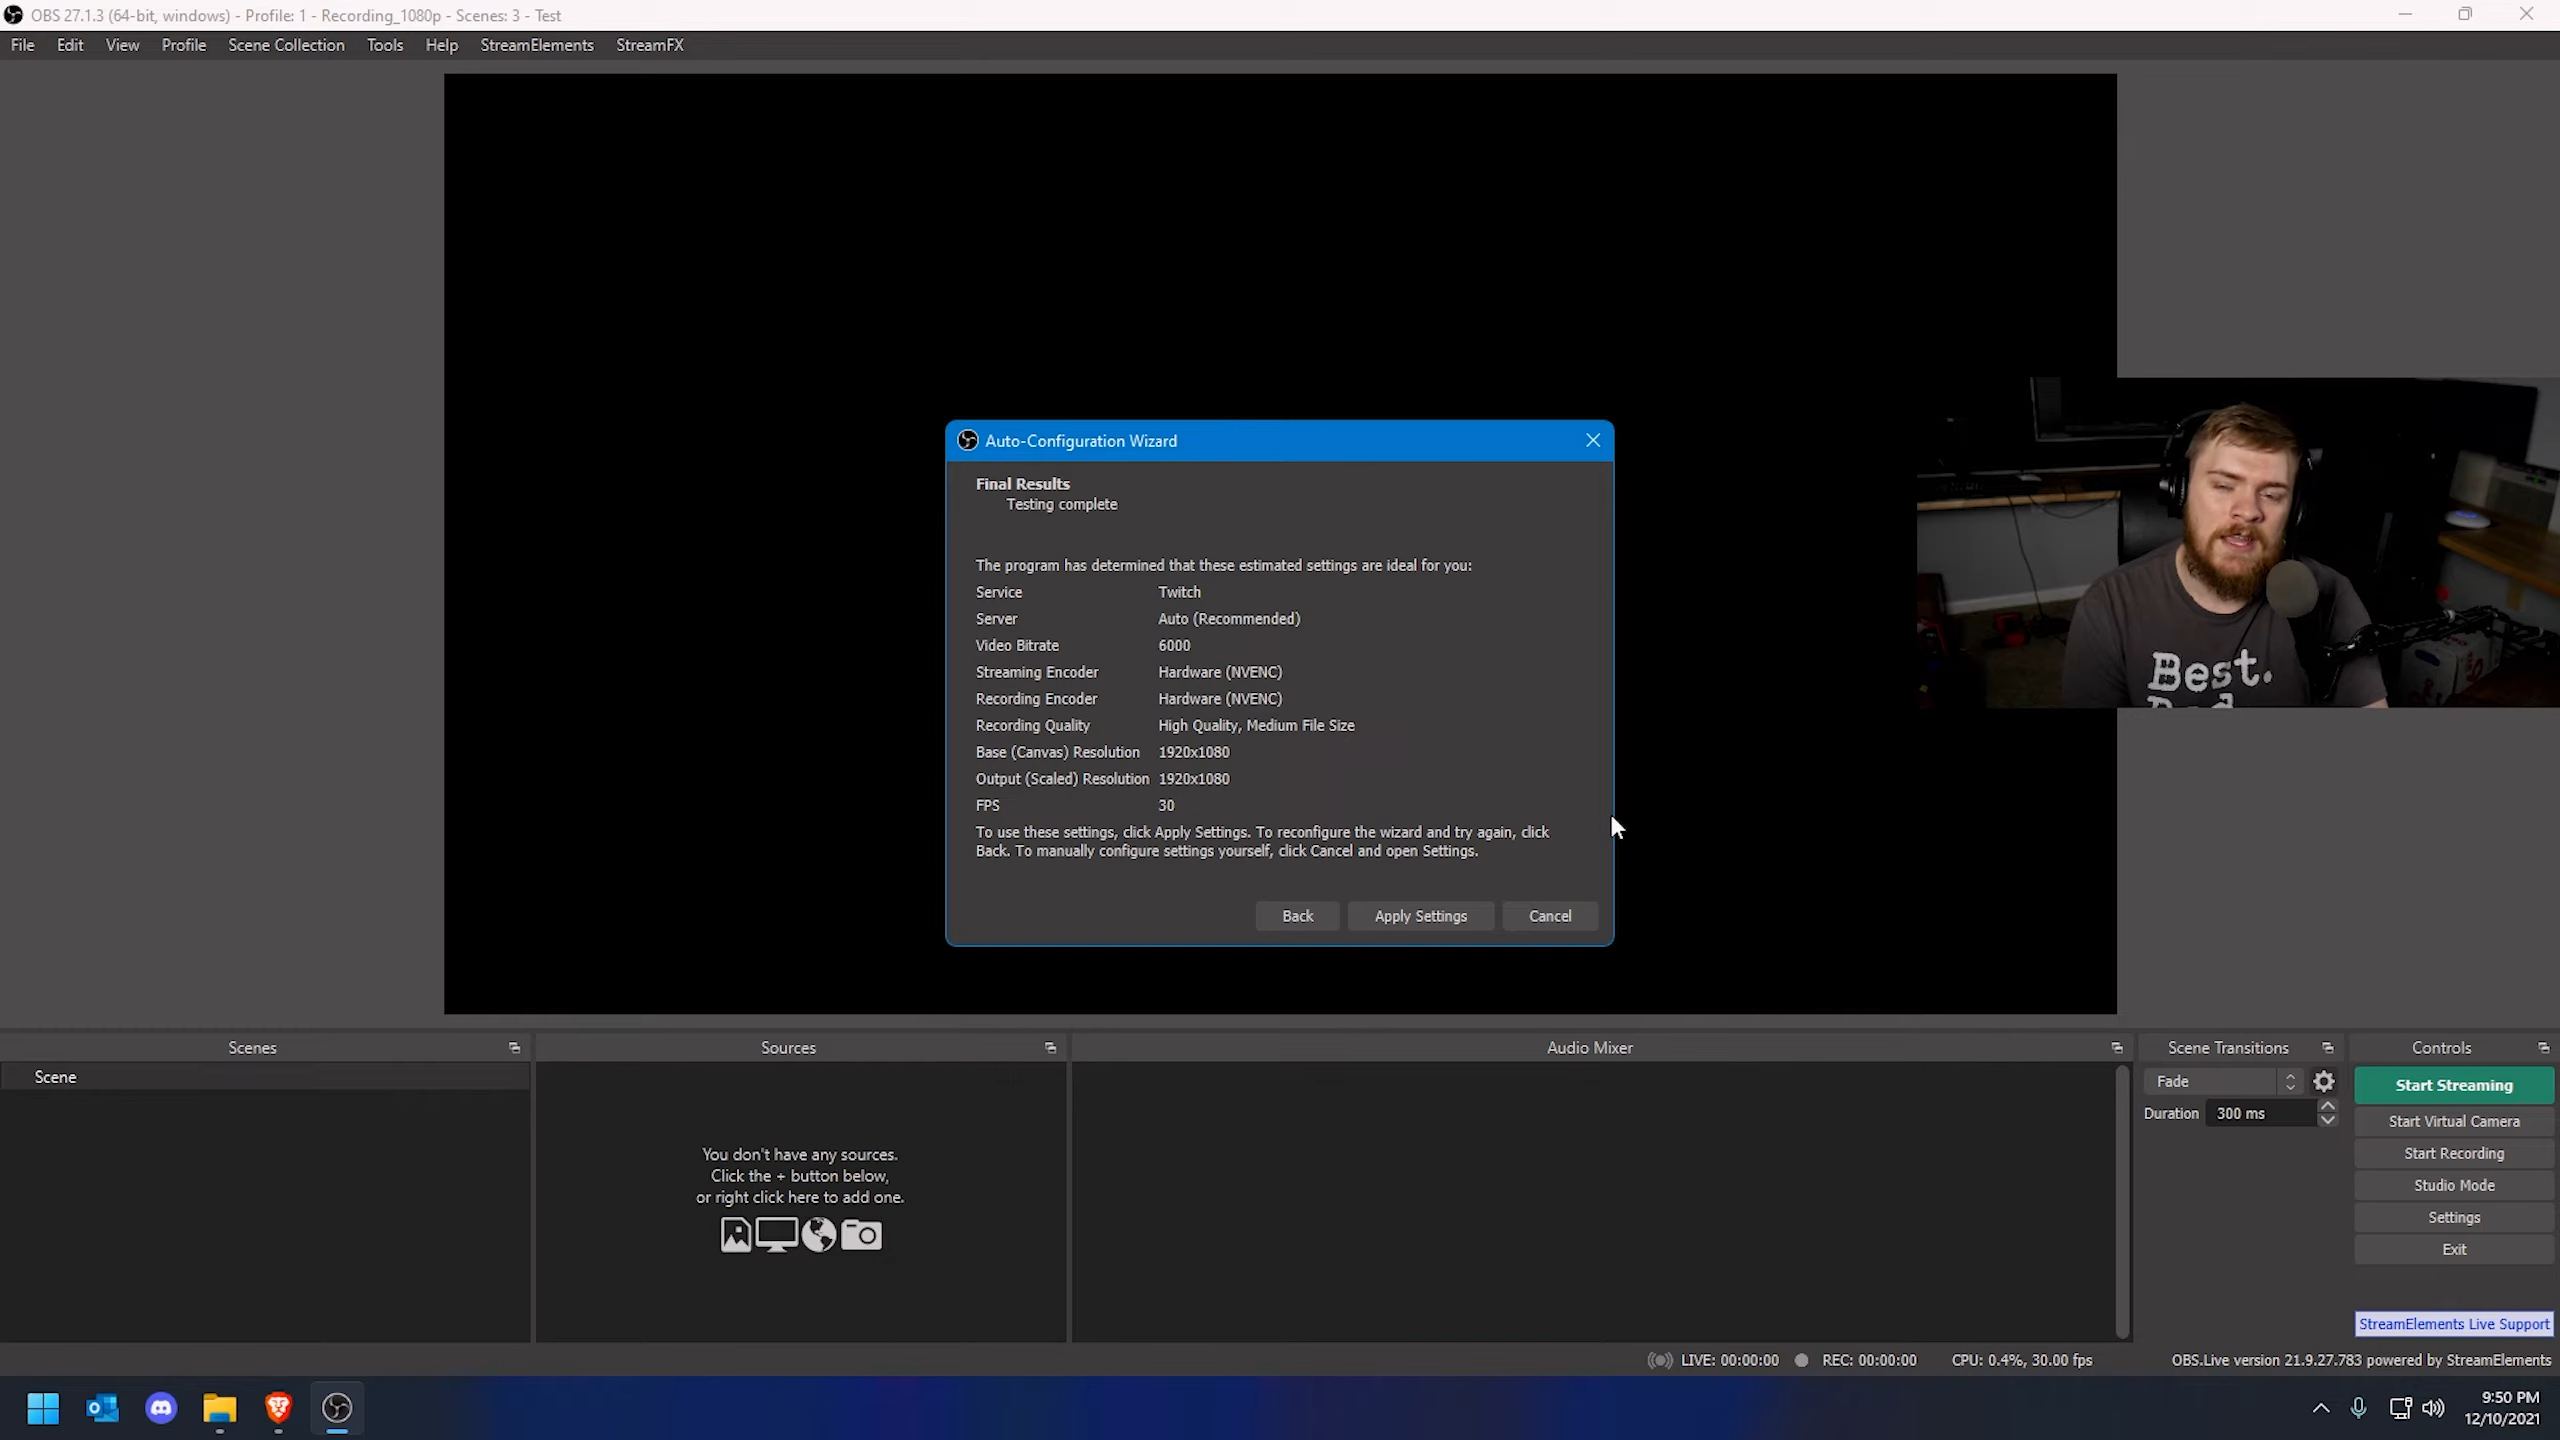 OBS 27.1.3 (64-bit, windows) - Profile: 1 - Recording_1080p - Scenes: 3 - Test
File Edit View Profile Scene Collection Tools Help StreamElements StreamFX
Auto-Configuration Wizard
Final Results
Testing complete
The program has determined that these estimated settings are ideal for you:
Service Twitch
Server Auto (Recommended)
Video Bitrate 6000
Streaming Encoder Hardware (NVENC)
Recording Encoder Hardware (NVENC)
Recording Quality High Quality, Medium File Size
Base (Canvas) Resolution 1920x1080
Output (Scaled) Resolution 1920x1080
FPS 30
To use these settings, click Apply Settings. To reconfigure the wizard and try again, click
Back. To manually configure settings yourself, click Cancel and open Settings.
Back Apply Settings Cancel
Best.
Scenes
Scene
Sources
You don't have any sources.
Click the + button below,
or right click here to add one.
Audio Mixer
Scene Transitions
Fade
Duration 300 ms
Controls
Start Streaming
Start Virtual Camera
Start Recording
Studio Mode
Settings
Exit
StreamElements Live Support
LIVE: 00:00:00 REC: 00:00:00 CPU: 0.4%, 30.00 fps OBS.Live version 21.9.27.783 powered by StreamElements
9:50 PM
12/10/2021